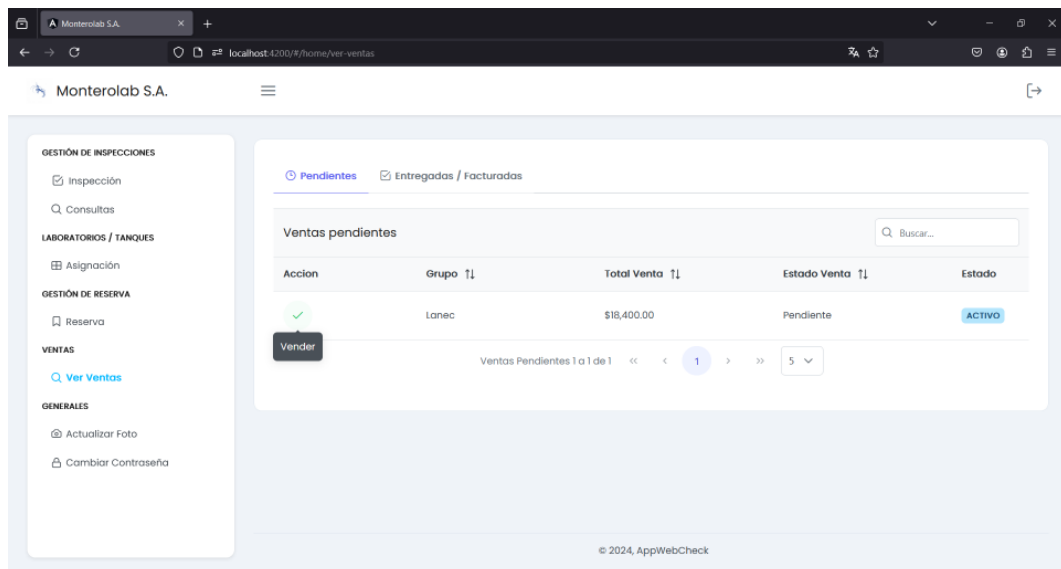 Monterolab S.A.
localhost:4200/#/home/ver-ventas
Monterolab S.A.
GESTIÓN DE INSPECCIONES
Inspección
Consultas
LABORATORIOS / TANQUES
Asignación
GESTIÓN DE RESERVA
Reserva
VENTAS
Ver Ventas
GENERALES
Actualizar Foto
Cambiar Contraseña
Pendientes Entregadas / Facturadas
Ventas pendientes Buscar...
Accion Grupo Total Venta Estado Venta Estado
Lanec $18,400.00 Pendiente ACTIVO
Vender
Ventas Pendientes 1 a 1 de 1 << < 1 > >> 5
© 2024, AppWebCheck